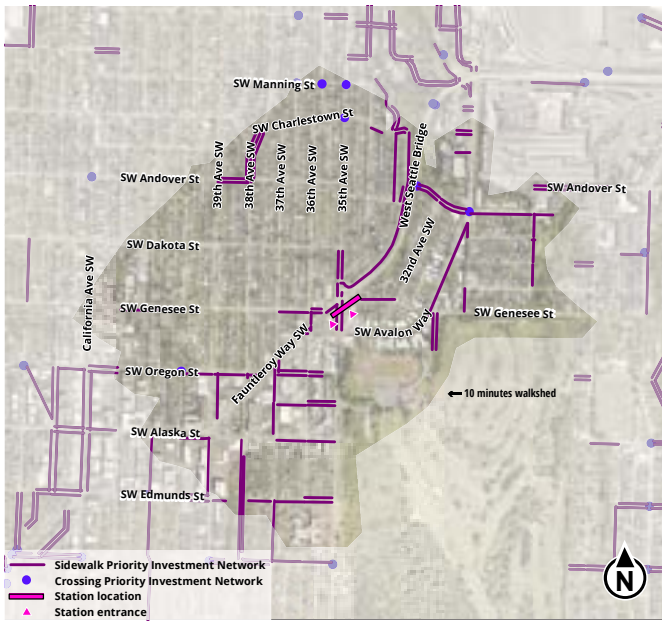 SW Manning St
SW Charlestown St
39th Ave SW
38th Ave SW
37th Ave SW
36th Ave SW
35th Ave SW
West Seattle Bridge
SW Andover St
SW Andover St
SW Dakota St
32nd Ave SW
California Ave SW
SW Genesee St
SW Genesee St
SW Avalon Way
Fauntleroy Way SW
SW Oregon St
10 minutes walkshed
SW Alaska St
SW Edmunds St
Sidewalk Priority Investment Network
Crossing Priority Investment Network
Station location
Station entrance
N